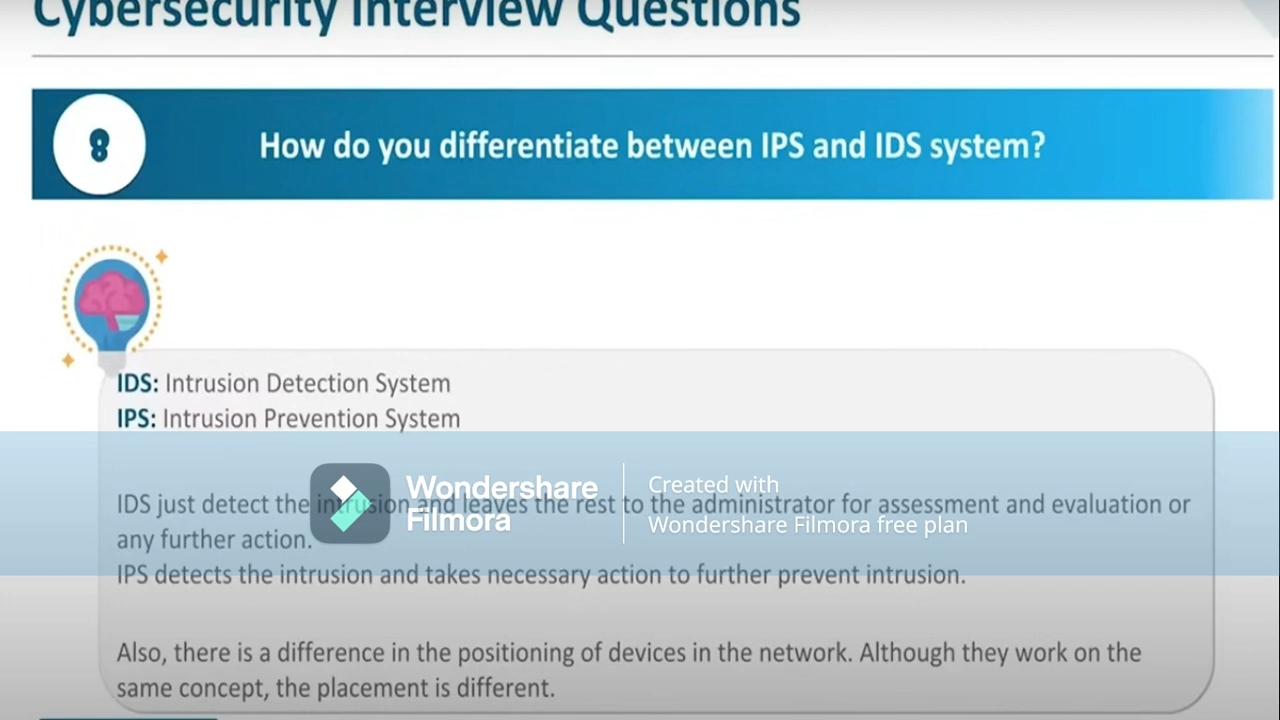 Cybersecurity Interview Questions
8
How do you differentiate between IPS and IDS system?
IDS: Intrusion Detection System
IPS: Intrusion Prevention System
IDS just detect the intrusion and leaves the rest to the administrator for assessment and evaluation or
any further action.
Wondershare
Filmora
Created with
Wondershare Filmora free plan
IPS detects the intrusion and takes necessary action to further prevent intrusion.
Also, there is a difference in the positioning of devices in the network. Although they work on the
same concept, the placement is different.